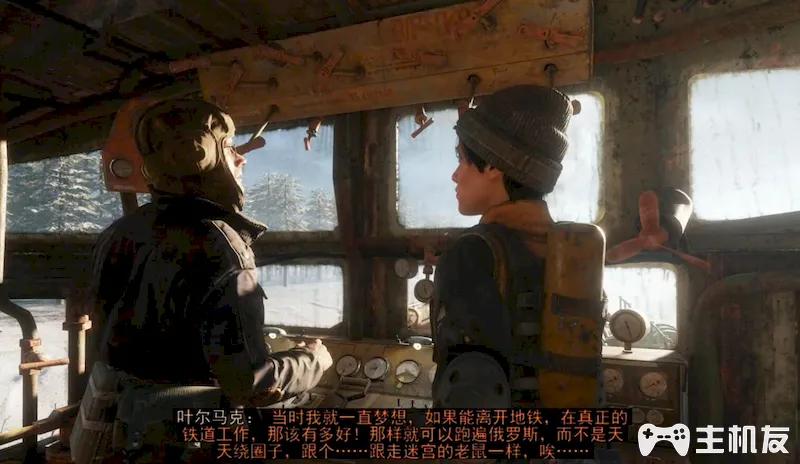 叶尔马克： 当时我就一直梦想，如果能离开地铁，在真正的
铁道工作，那该有多好！那样就可以跑遍俄罗斯，而不是天
天绕圈子，跟个……跟走迷宫的老鼠一样，唉……
主机友